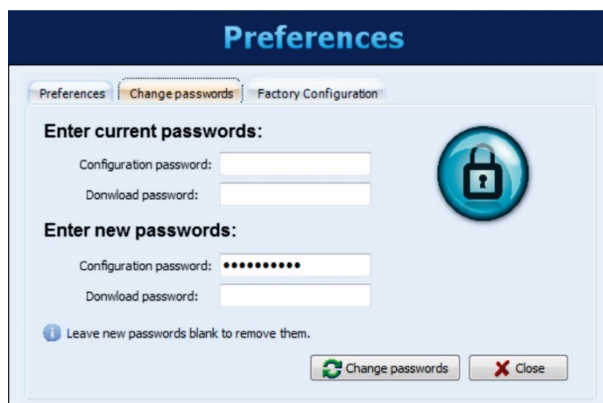 Preferences
Preferences Change passwords Factory Configuration
Enter current passwords:
Configuration password:
Donwload password:
Enter new passwords:
Configuration password: ••••••••••
Donwload password:
Leave new passwords blank to remove them.
Change passwords Close